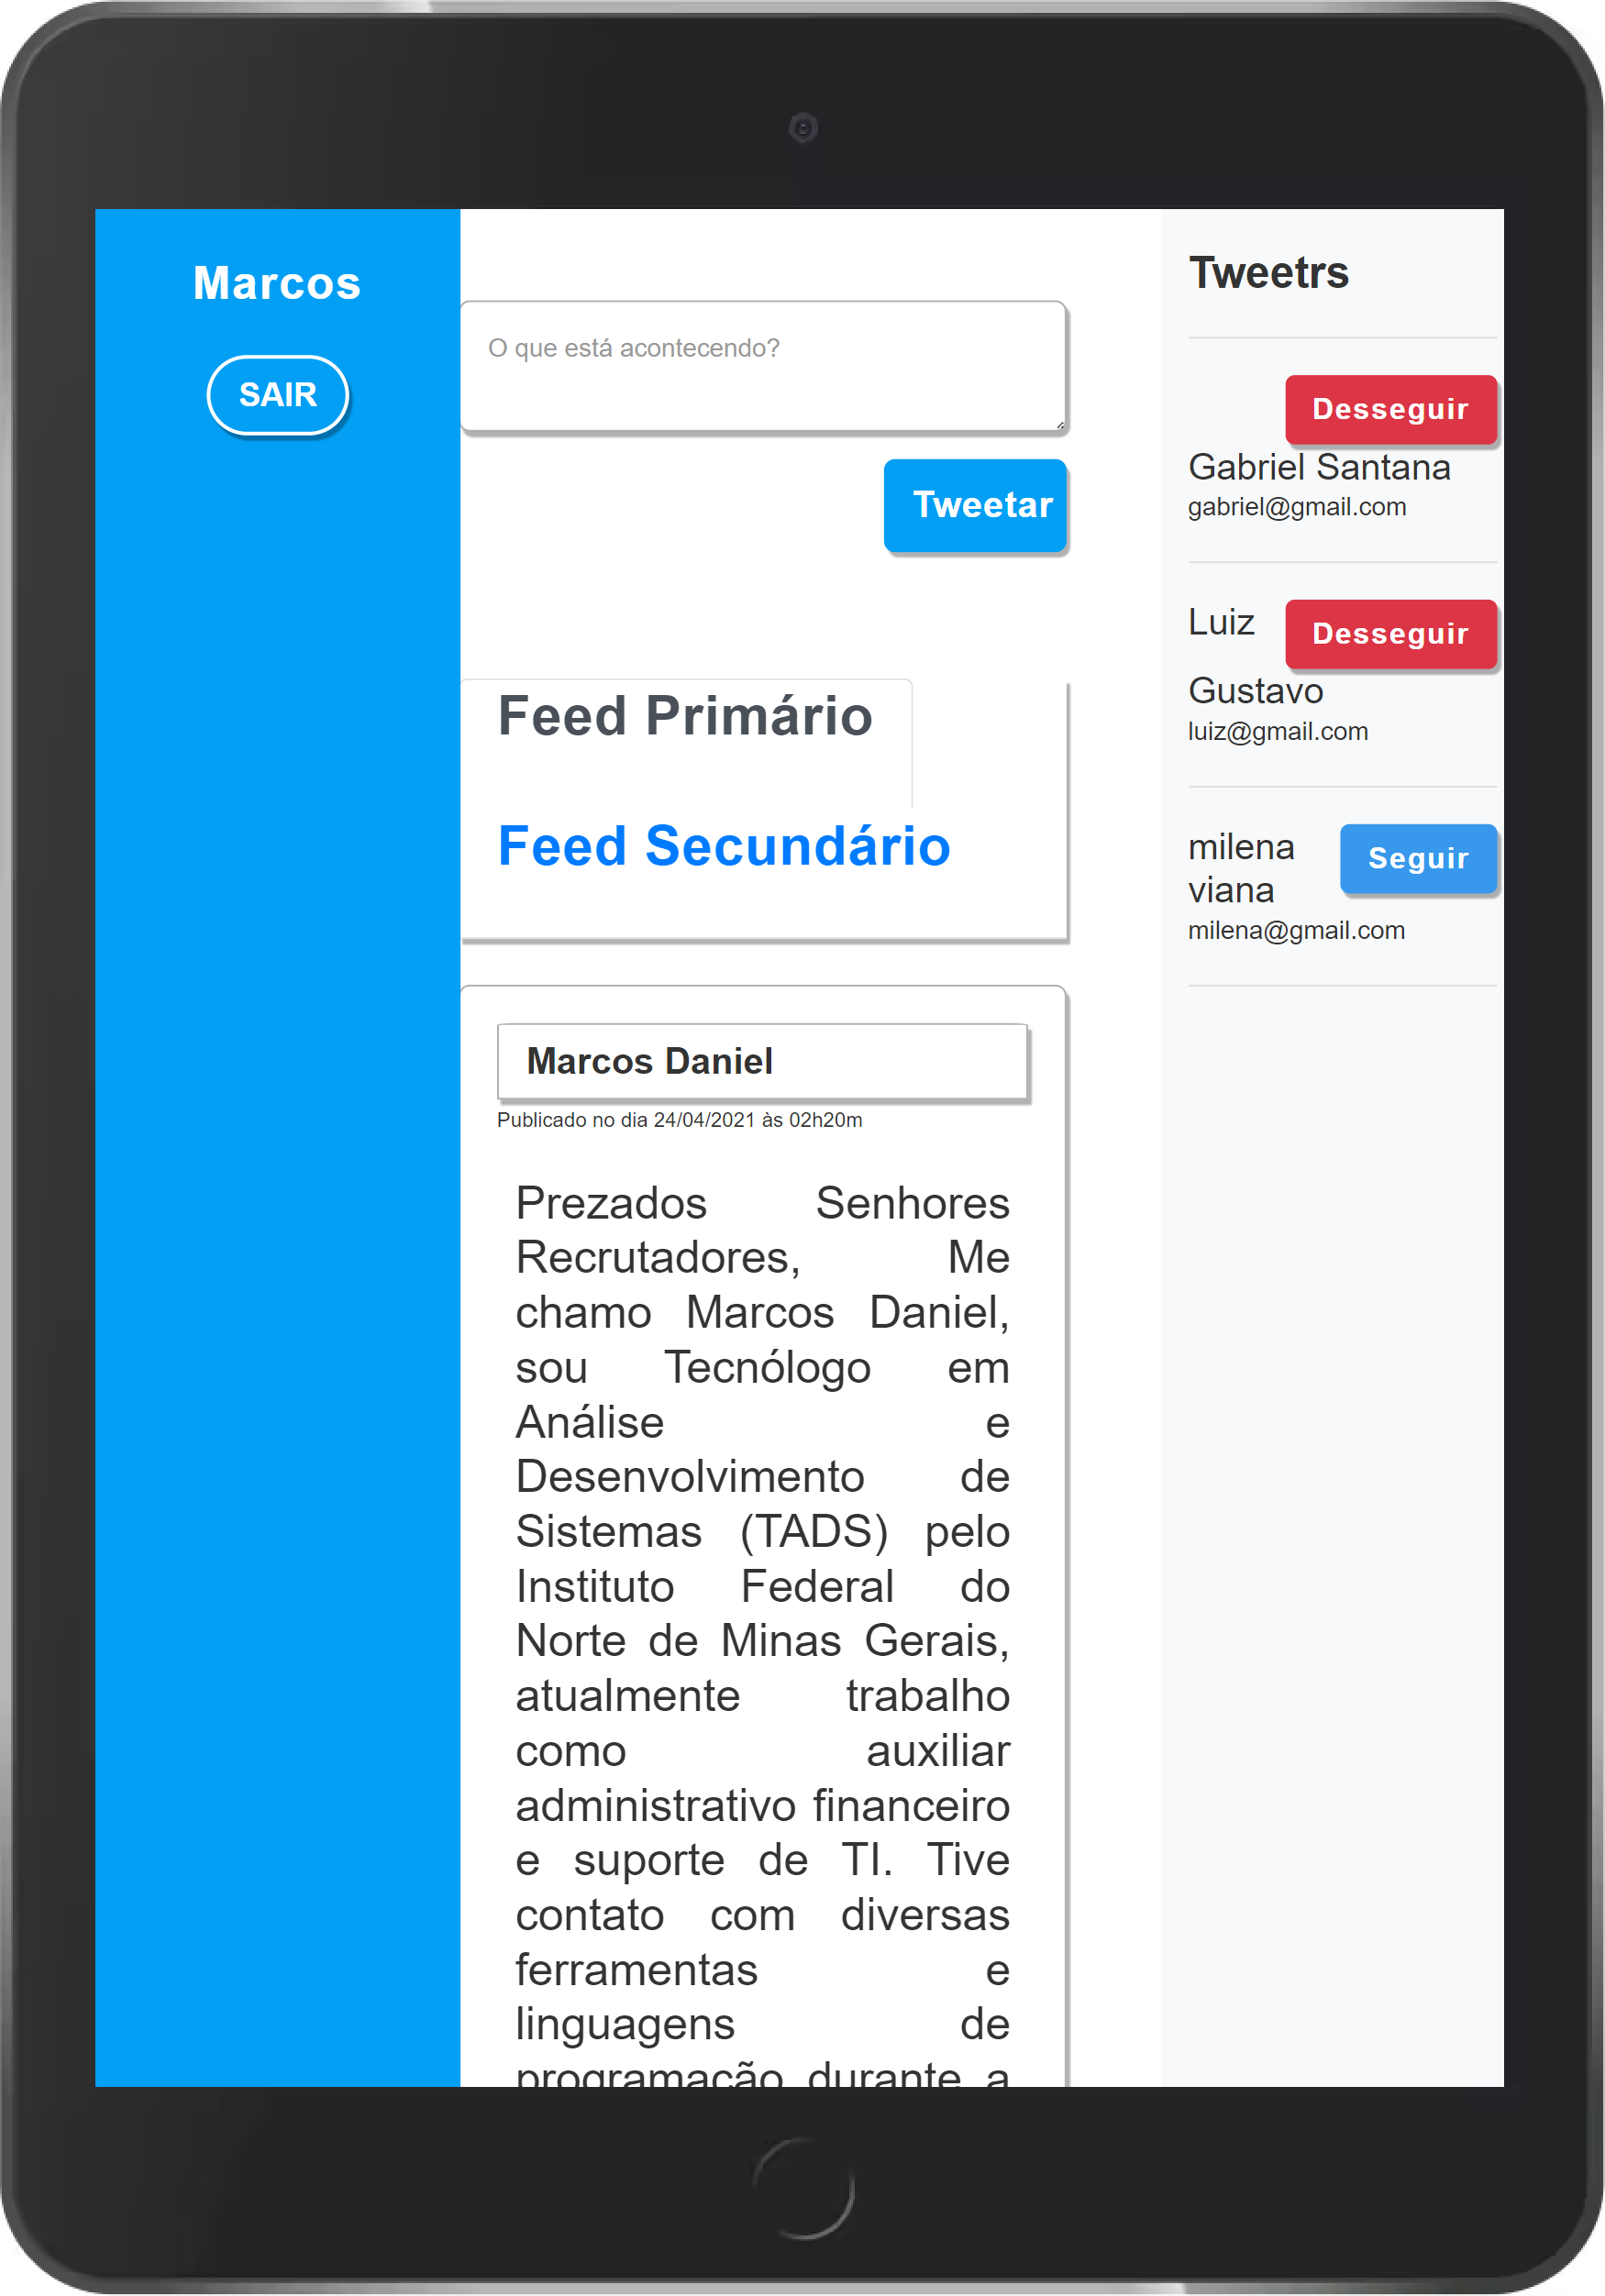 Marcos
SAIR
O que está acontecendo?
Tweetar
Feed Primário
Feed Secundário
Marcos Daniel
Publicado no dia 24/04/2021 às 02h20m
Prezados Senhores
Recrutadores, Me
chamo Marcos Daniel,
sou Tecnólogo em
Análise e
Desenvolvimento de
Sistemas (TADS) pelo
Instituto Federal do
Norte de Minas Gerais,
atualmente trabalho
como auxiliar
administrativo financeiro
e suporte de TI. Tive
contato com diversas
ferramentas e
linguagens de
programação durante a
Tweetrs
Desseguir
Gabriel Santana
gabriel@gmail.com
Luiz
Desseguir
Gustavo
luiz@gmail.com
milena
Seguir
viana
milena@gmail.com